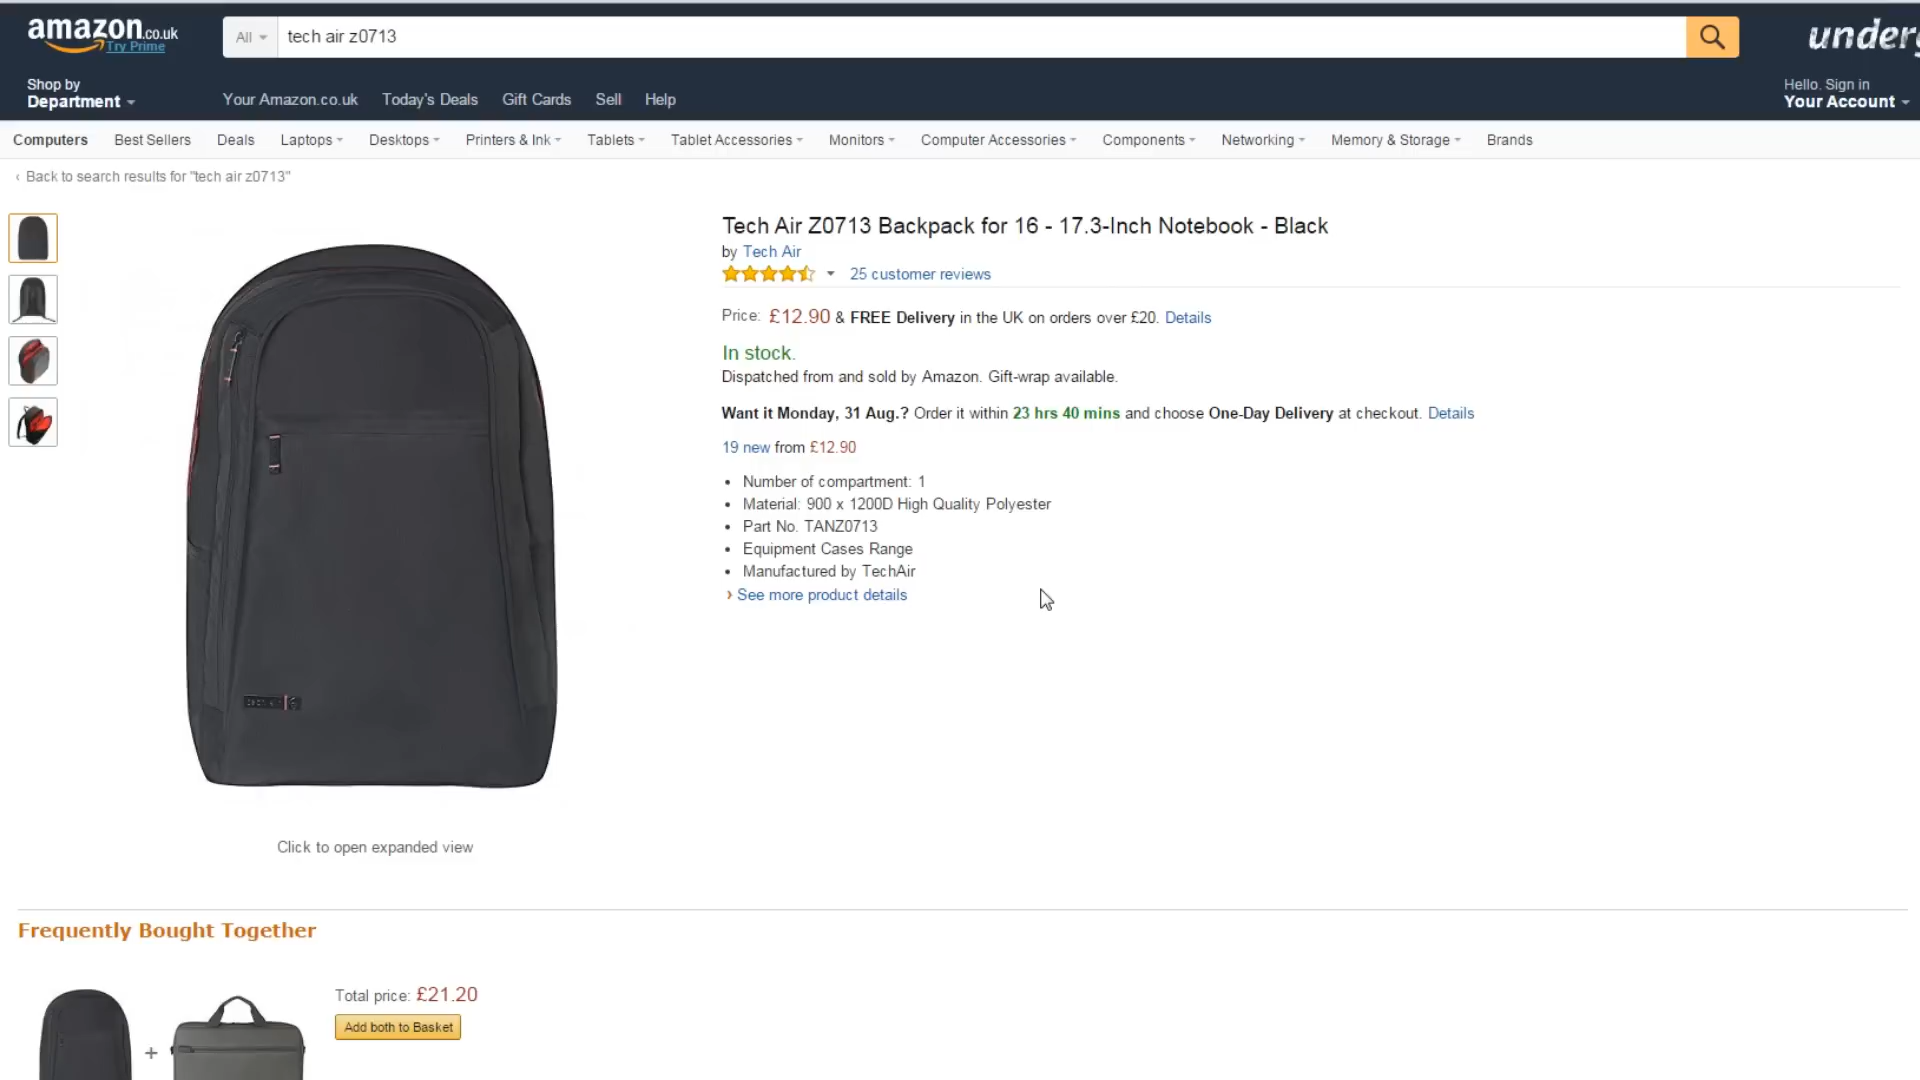 amazon.co.uk
Try Prime
All
tech air z0713
Shop by
Department
Your Amazon.co.uk
Today's Deals
Gift Cards
Sell
Help
Hello. Sign in
Your Account
Computers
Best Sellers
Deals
Laptops
Desktops
Printers & Ink
Tablets
Tablet Accessories
Monitors
Computer Accessories
Components
Networking
Memory & Storage
Brands
‹ Back to search results for "tech air z0713"
Tech Air Z0713 Backpack for 16 - 17.3-Inch Notebook - Black
by Tech Air
25 customer reviews
Price: £12.90 & FREE Delivery in the UK on orders over £20. Details
In stock.
Dispatched from and sold by Amazon. Gift-wrap available.
Want it Monday, 31 Aug.? Order it within 23 hrs 40 mins and choose One-Day Delivery at checkout. Details
19 new from £12.90
• Number of compartment: 1
• Material: 900 x 1200D High Quality Polyester
• Part No. TANZ0713
• Equipment Cases Range
• Manufactured by TechAir
› See more product details
tech air
Click to open expanded view
Frequently Bought Together
Total price: £21.20
Add both to Basket
+